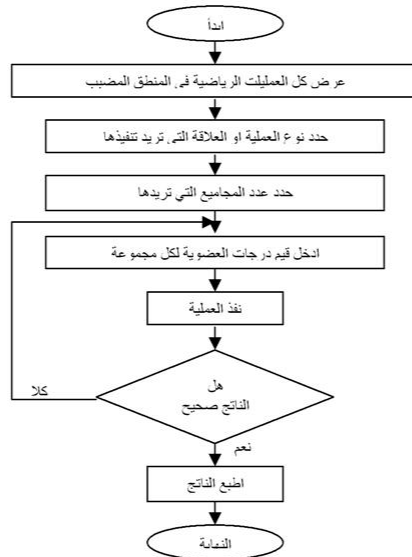 ابدأ
عرض كل العمليات الرياضية في المنطق المضبب
حدد نوع العملية او العلاقة التي تريد تنفيذها
حدد عدد المجاميع التي تريدها
ادخل قيم درجات العضوية لكل مجموعة
نفذ العملية
هل
الناتج صحيح
كلا
نعم
اطبع الناتج
النهاية